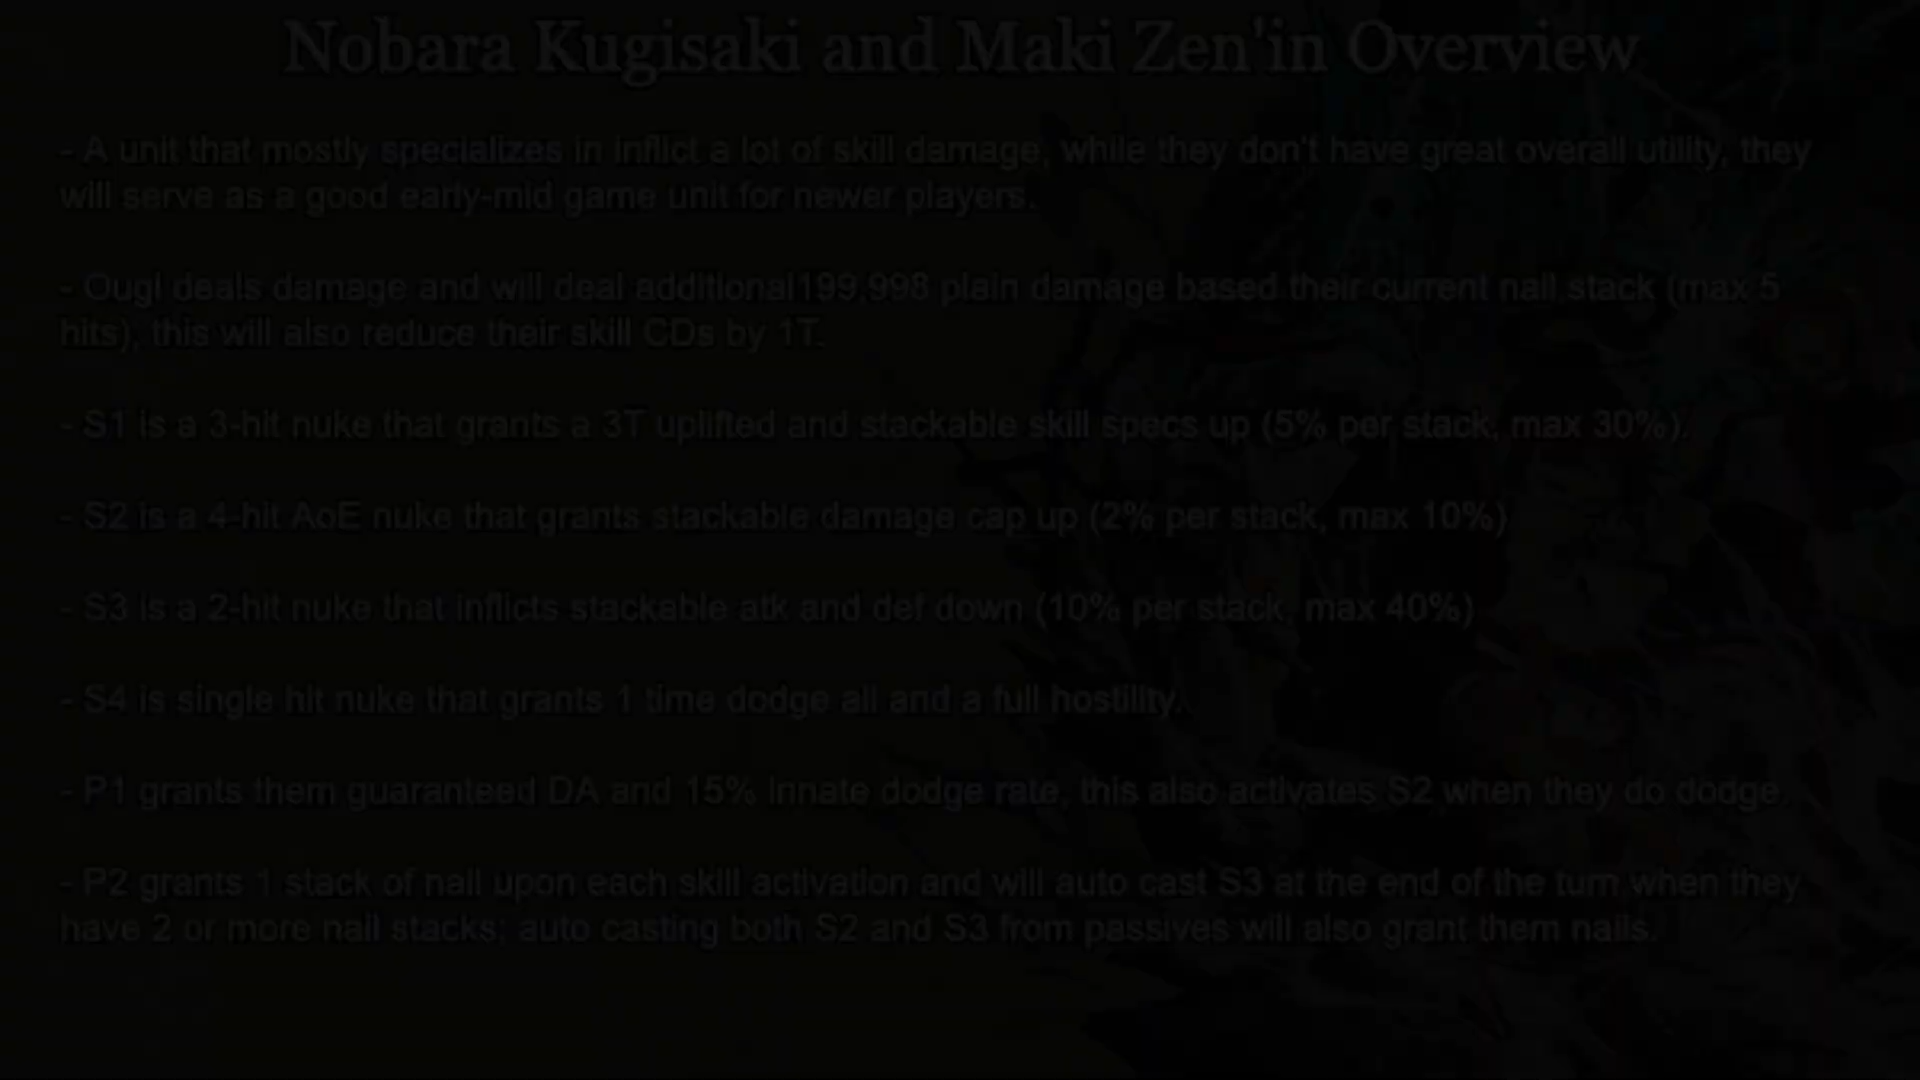 Nobara Kugisaki and Maki Zen'in Overview
- A unit that mostly specializes in inflict a lot of skill damage, while they don't have great overall utility, they
will serve as a good early-mid game unit for newer players.
- Ougi deals damage and will deal additional199,998 plain damage based their current nail stack (max 5
hits), this will also reduce their skill CDs by 1T.
- S1 is a 3-hit nuke that grants a 3T uplifted and stackable skill specs up (5% per stack, max 30%).
- S2 is a 4-hit AoE nuke that grants stackable damage cap up (2% per stack, max 10%)
- S3 is a 2-hit nuke that inflicts stackable atk and def down (10% per stack, max 40%)
- S4 is single hit nuke that grants 1 time dodge all and a full hostility.
- P1 grants them guaranteed DA and 15% innate dodge rate, this also activates S2 when they do dodge.
- P2 grants 1 stack of nail upon each skill activation and will auto cast S3 at the end of the turn when they
have 2 or more nail stacks; auto casting both S2 and S3 from passives will also grant them nails.